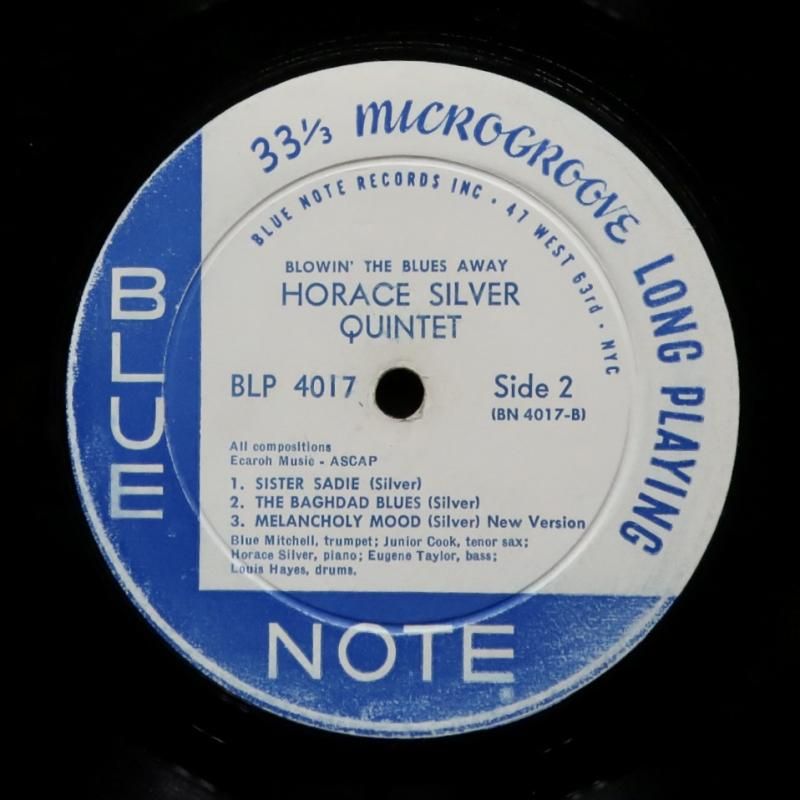 33⅓ MICROGROOVE LONG PLAYING
BLUE NOTE RECORDS INC • 47 WEST 63rd • NYC
BLOWIN' THE BLUES AWAY
HORACE SILVER
QUINTET
BLP 4017
Side 2
(BN 4017-B)
All compositions
Ecaroh Music - ASCAP
1. SISTER SADIE (Silver)
2. THE BAGHDAD BLUES (Silver)
3. MELANCHOLY MOOD (Silver) New Version
Blue Mitchell, trumpet; Junior Cook, tenor sax;
Horace Silver, piano; Eugene Taylor, bass;
Louis Hayes, drums.
BLUE
NOTE